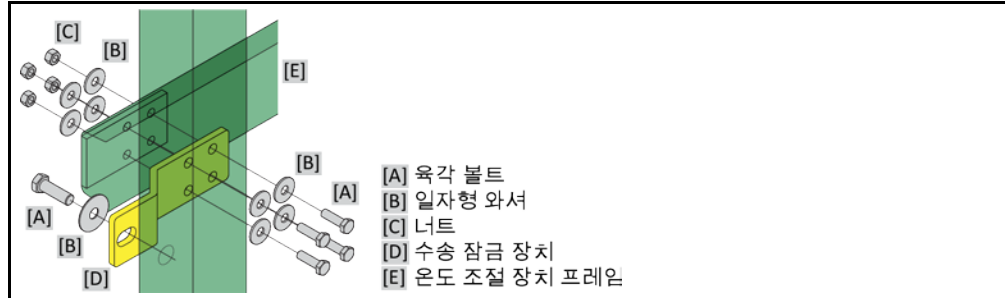 [C]
[B]
[E]
[B]
[A]
[A]
[B]
[D]
[A] 육각 볼트
[B] 일자형 와셔
[C] 너트
[D] 수송 잠금 장치
[E] 온도 조절 장치 프레임